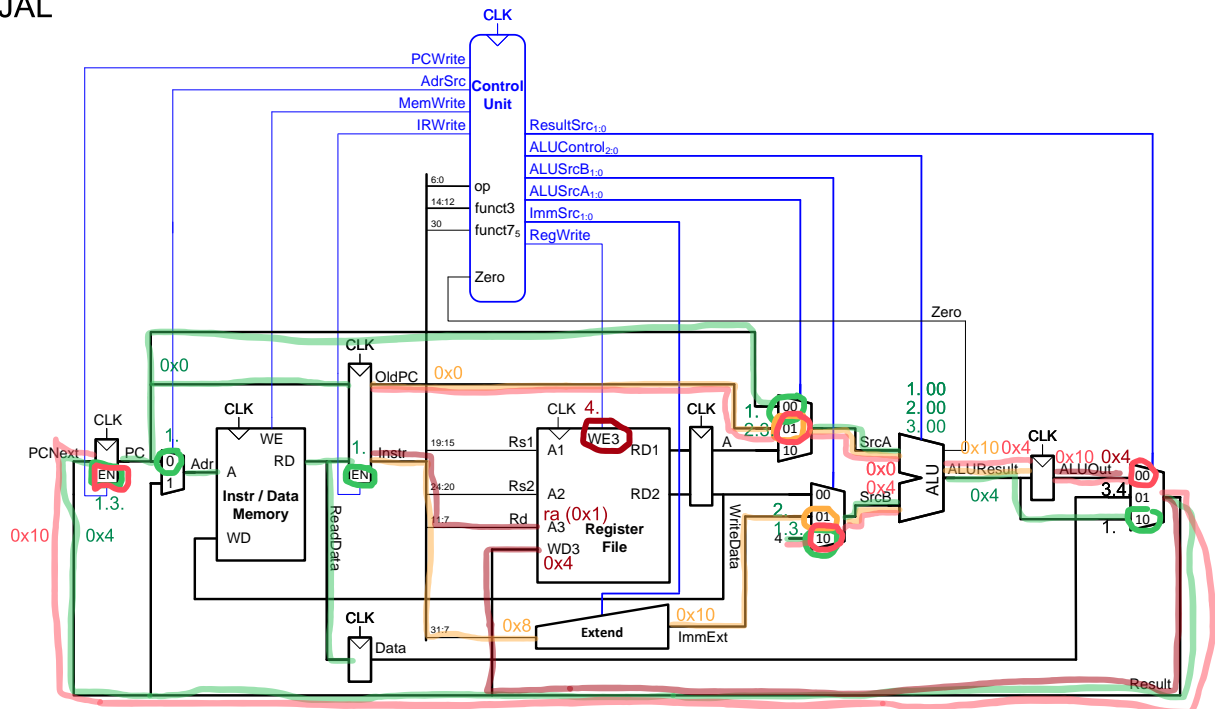 JAL
CLK
PCWrite
AdrSrc
MemWrite
IRWrite
Control
Unit
ResultSrc1:0
ALUControl2:0
ALUSrcB1:0
ALUSrcA1:0
ImmSrc1:0
RegWrite
6:0
op
14:12
funct3
30
funct75
Zero
Zero
CLK
0x0
OldPC
0x0
1. 00
2. 00
3. 00
CLK
CLK
CLK
4.
CLK
00
1.
2.3.
01
10
PCNext
PC
EN
1.3.
1.
0
1
Adr
WE
A
RD
Instr / Data
Memory
WD
1.
EN
Instr
19:15
Rs1
A1
WE3
RD1
A
24:20
Rs2
A2
RD2
ra (0x1)
11:7
Rd
A3
Register
File
WD3
0x4
SrcA
0x0
0x4
SrcB
ALU
0x10
0x4
ALUResult
0x4
CLK
0x10
0x4
ALUOut
00
3.4
01
10
1.
00
2.
01
1.3.
4
10
WriteData
ReadData
0x10
0x4
CLK
Data
31:7
0x8
Extend
0x10
ImmExt
Result